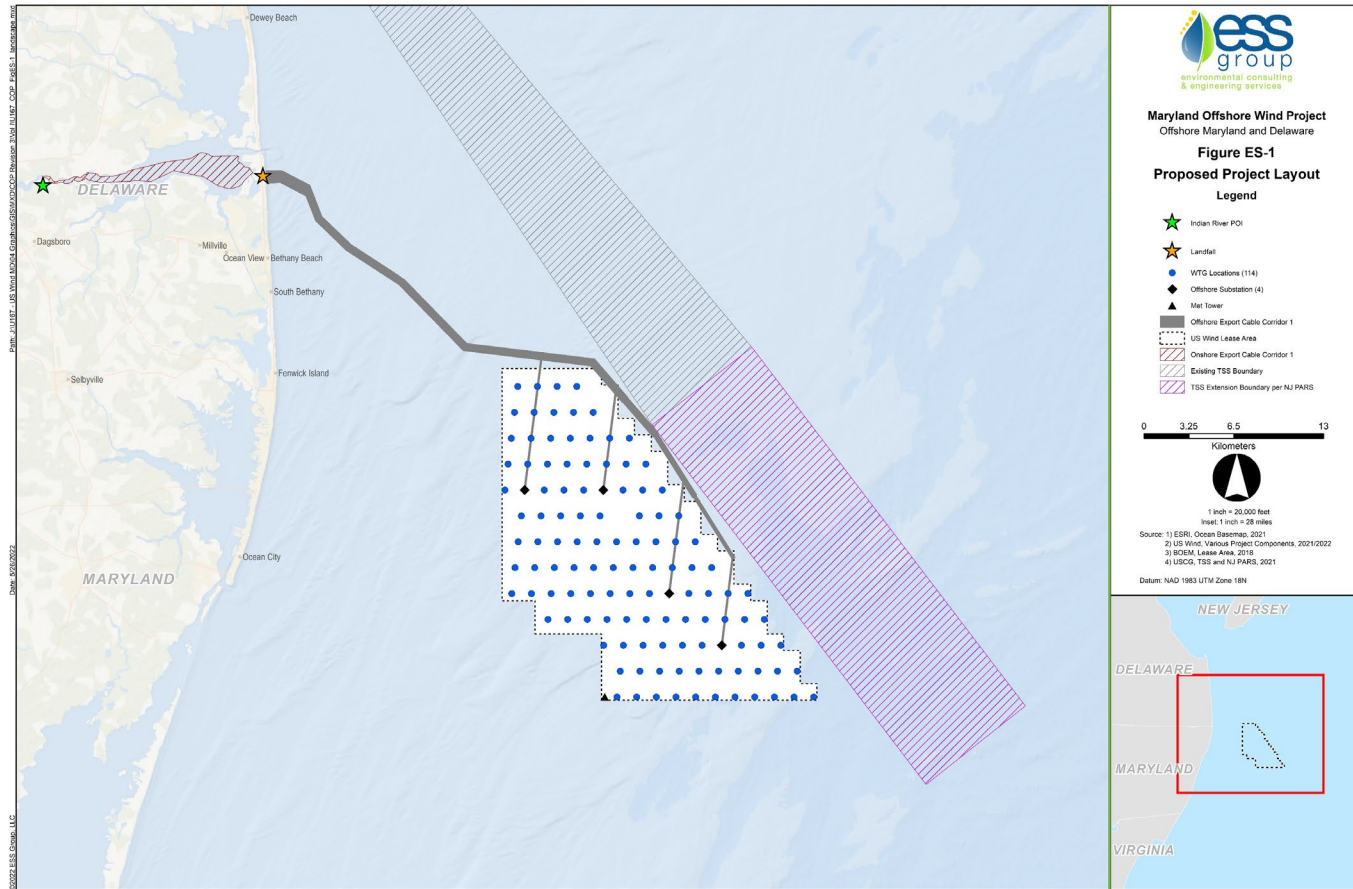 Dewey Beach
DELAWARE
Dagsboro
Millville
Ocean View
Bethany Beach
South Bethany
Selbyville
Fenwick Island
Ocean City
MARYLAND
Date: 5/26/2022
©2022 ESS Group, LLC
ess
group
environmental consulting
& engineering services
Maryland Offshore Wind Project
Offshore Maryland and Delaware
Figure ES-1
Proposed Project Layout
Legend
Indian River POI
Landfall
WTG Locations (114)
Offshore Substation (4)
Met Tower
Offshore Export Cable Corridor 1
US Wind Lease Area
Onshore Export Cable Corridor 1
Existing TSS Boundary
TSS Extension Boundary per NJ PARS
0 3.25 6.5 13
Kilometers
1 inch = 20,000 feet
Inset: 1 inch = 28 miles
Source: 1) ESRI, Ocean Basemap, 2021
2) US Wind, Various Project Components, 2021/2022
3) BOEM, Lease Area, 2018
4) USCG, TSS and NJ PARS, 2021
Datum: NAD 1983 UTM Zone 18N
NEW JERSEY
DELAWARE
MARYLAND
VIRGINIA